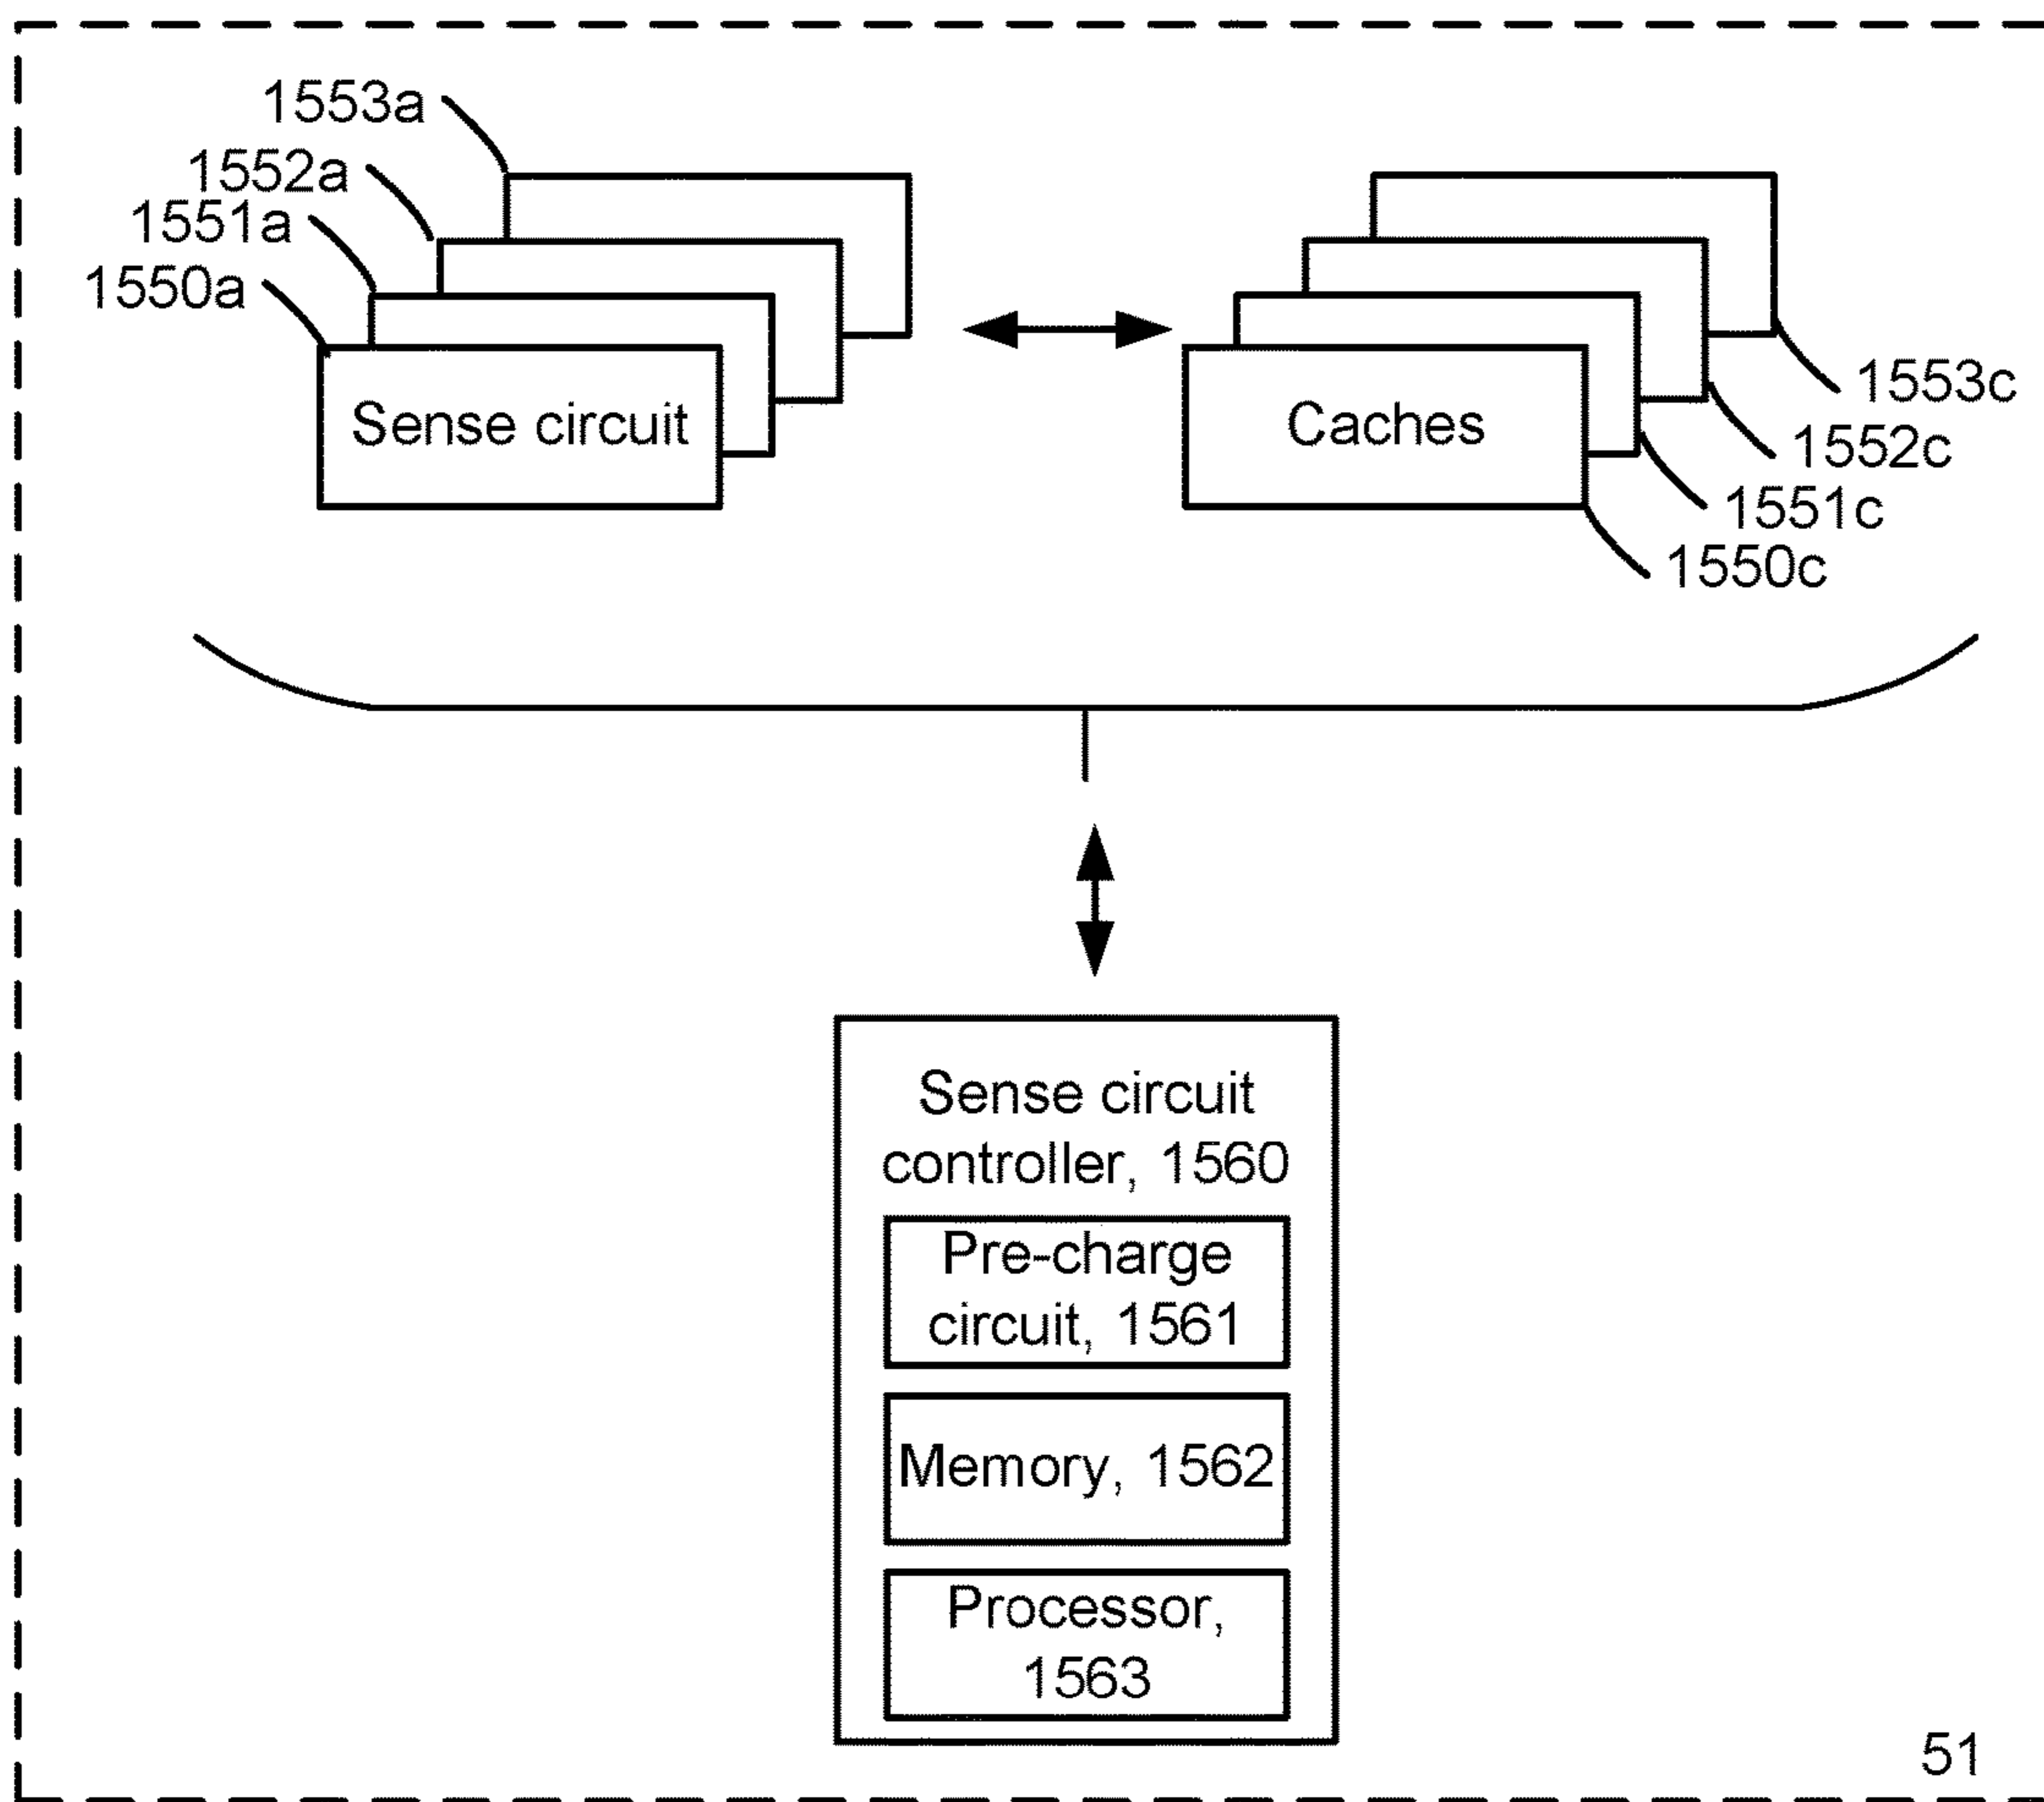 1553a
1552a
1551a
1550a
Sense circuit
Caches
1553c
1552c
1551c
1550c
Sense circuit
controller, 1560
Pre-charge
circuit, 1561
Memory, 1562
Processor,
1563
51